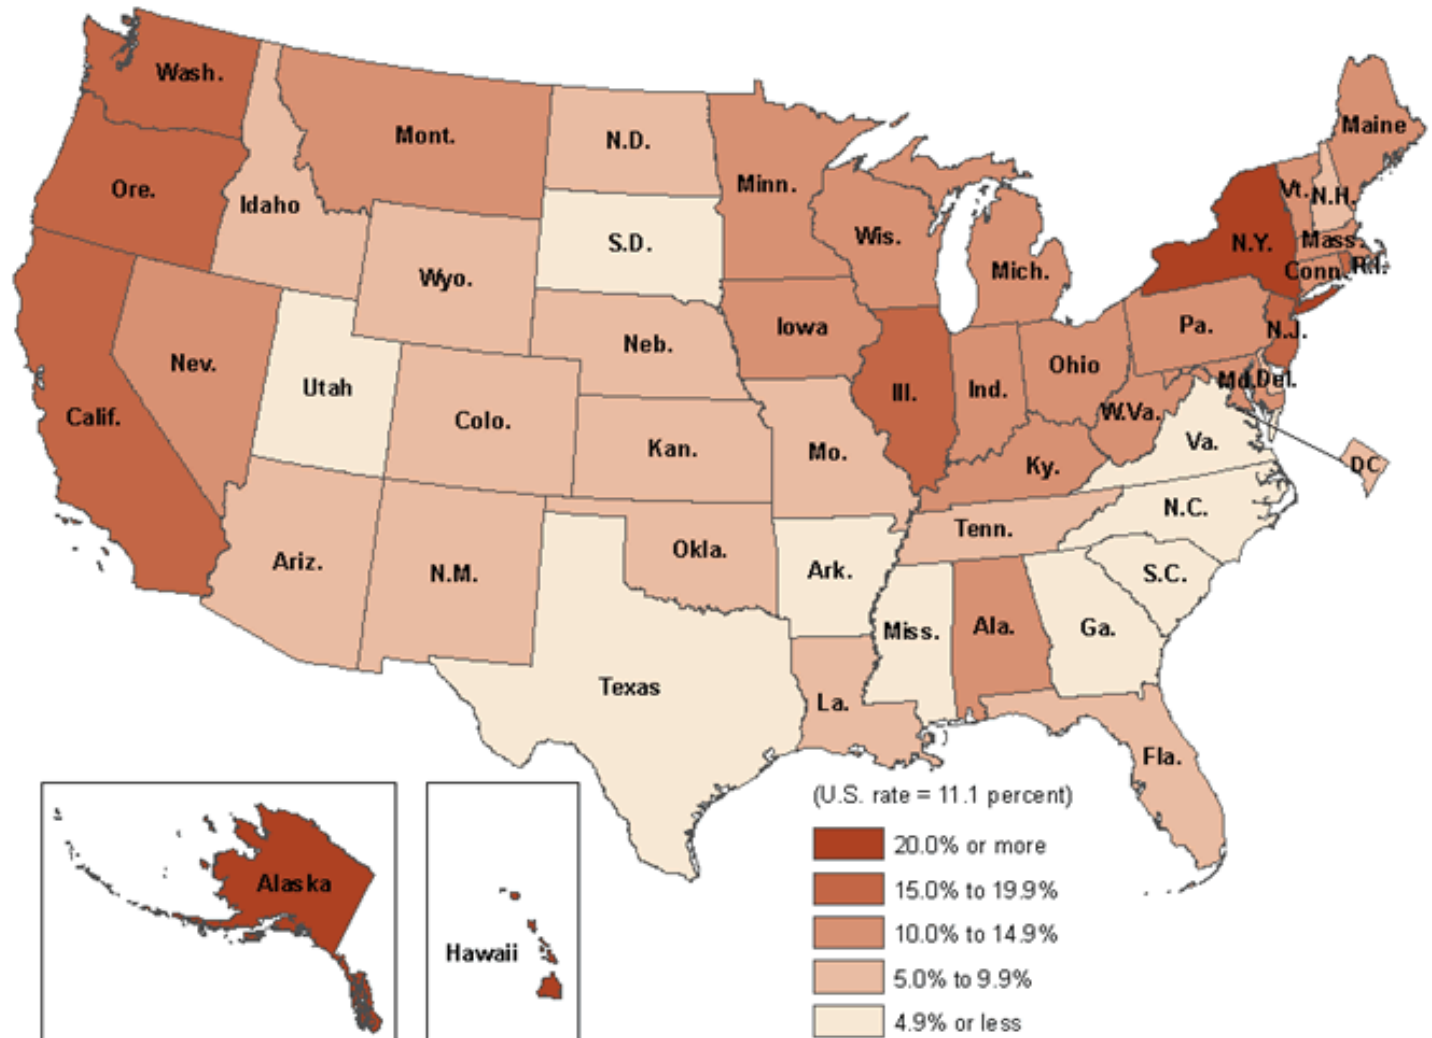 Wash.
Maine
Mont.
N.D.
Minn.
Ore.
Vt.
N.H.
Idaho
Wis.
S.D.
N.Y.
Mass.
Mich.
Conn.
R.I.
Wyo.
Iowa
Pa.
N.J.
Neb.
Nev.
Ohio
Md.
Del.
Utah
Ill.
Ind.
Calif.
Colo.
W.Va.
Va.
Kan.
Mo.
Ky.
DC
N.C.
Tenn.
Okla.
Ariz.
N.M.
Ark.
S.C.
Miss.
Ala.
Ga.
Texas
La.
Fla.
Alaska
Hawaii
(U.S. rate = 11.1 percent)
20.0% or more
15.0% to 19.9%
10.0% to 14.9%
5.0% to 9.9%
4.9% or less